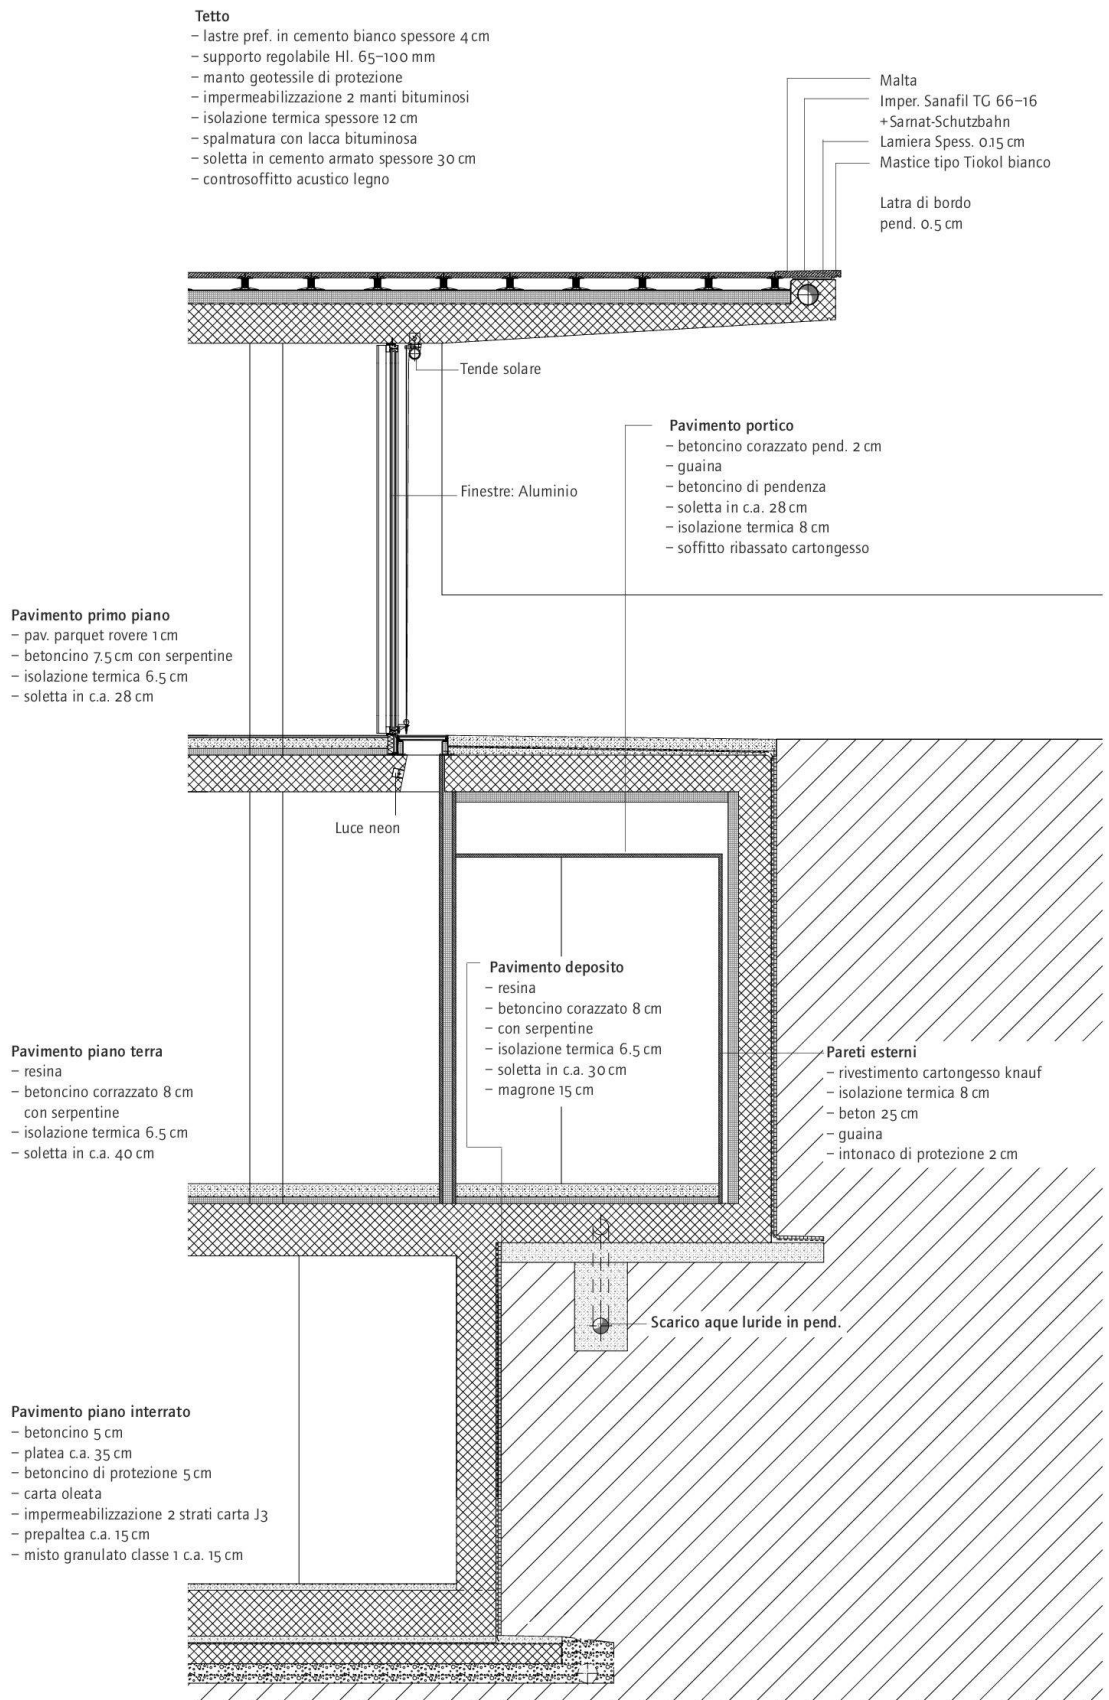 Tetto
– lastre pref. in cemento bianco spessore 4 cm
– supporto regolabile Hl. 65–100 mm
– manto geotessile di protezione
– impermeabilizzazione 2 manti bituminosi
– isolazione termica spessore 12 cm
– spalmatura con lacca bituminosa
– soletta in cemento armato spessore 30 cm
– controsoffitto acustico legno
Malta
Imper. Sanafil TG 66–16
+ Sarnat-Schutzbahn
Lamiera Spess. 0.15 cm
Mastice tipo Tiokol bianco
Latra di bordo
pend. 0.5 cm
Tende solare
Finestre: Aluminio
Pavimento portico
– betoncino corazzato pend. 2 cm
– guaina
– betoncino di pendenza
– soletta in c.a. 28 cm
– isolazione termica 8 cm
– soffitto ribassato cartongesso
Pavimento primo piano
– pav. parquet rovere 1 cm
– betoncino 7.5 cm con serpentine
– isolazione termica 6.5 cm
– soletta in c.a. 28 cm
Luce neon
Pavimento deposito
– resina
– betoncino corazzato 8 cm
– con serpentine
– isolazione termica 6.5 cm
– soletta in c.a. 30 cm
– magrone 15 cm
Pavimento piano terra
– resina
– betoncino corrazzato 8 cm
con serpentine
– isolazione termica 6.5 cm
– soletta in c.a. 40 cm
Pareti esterni
– rivestimento cartongesso knauf
– isolazione termica 8 cm
– beton 25 cm
– guaina
– intonaco di protezione 2 cm
Scarico aque luride in pend.
Pavimento piano interrato
– betoncino 5 cm
– platea c.a. 35 cm
– betoncino di protezione 5 cm
– carta oleata
– impermeabilizzazione 2 strati carta J3
– prepaltea c.a. 15 cm
– misto granulato classe 1 c.a. 15 cm